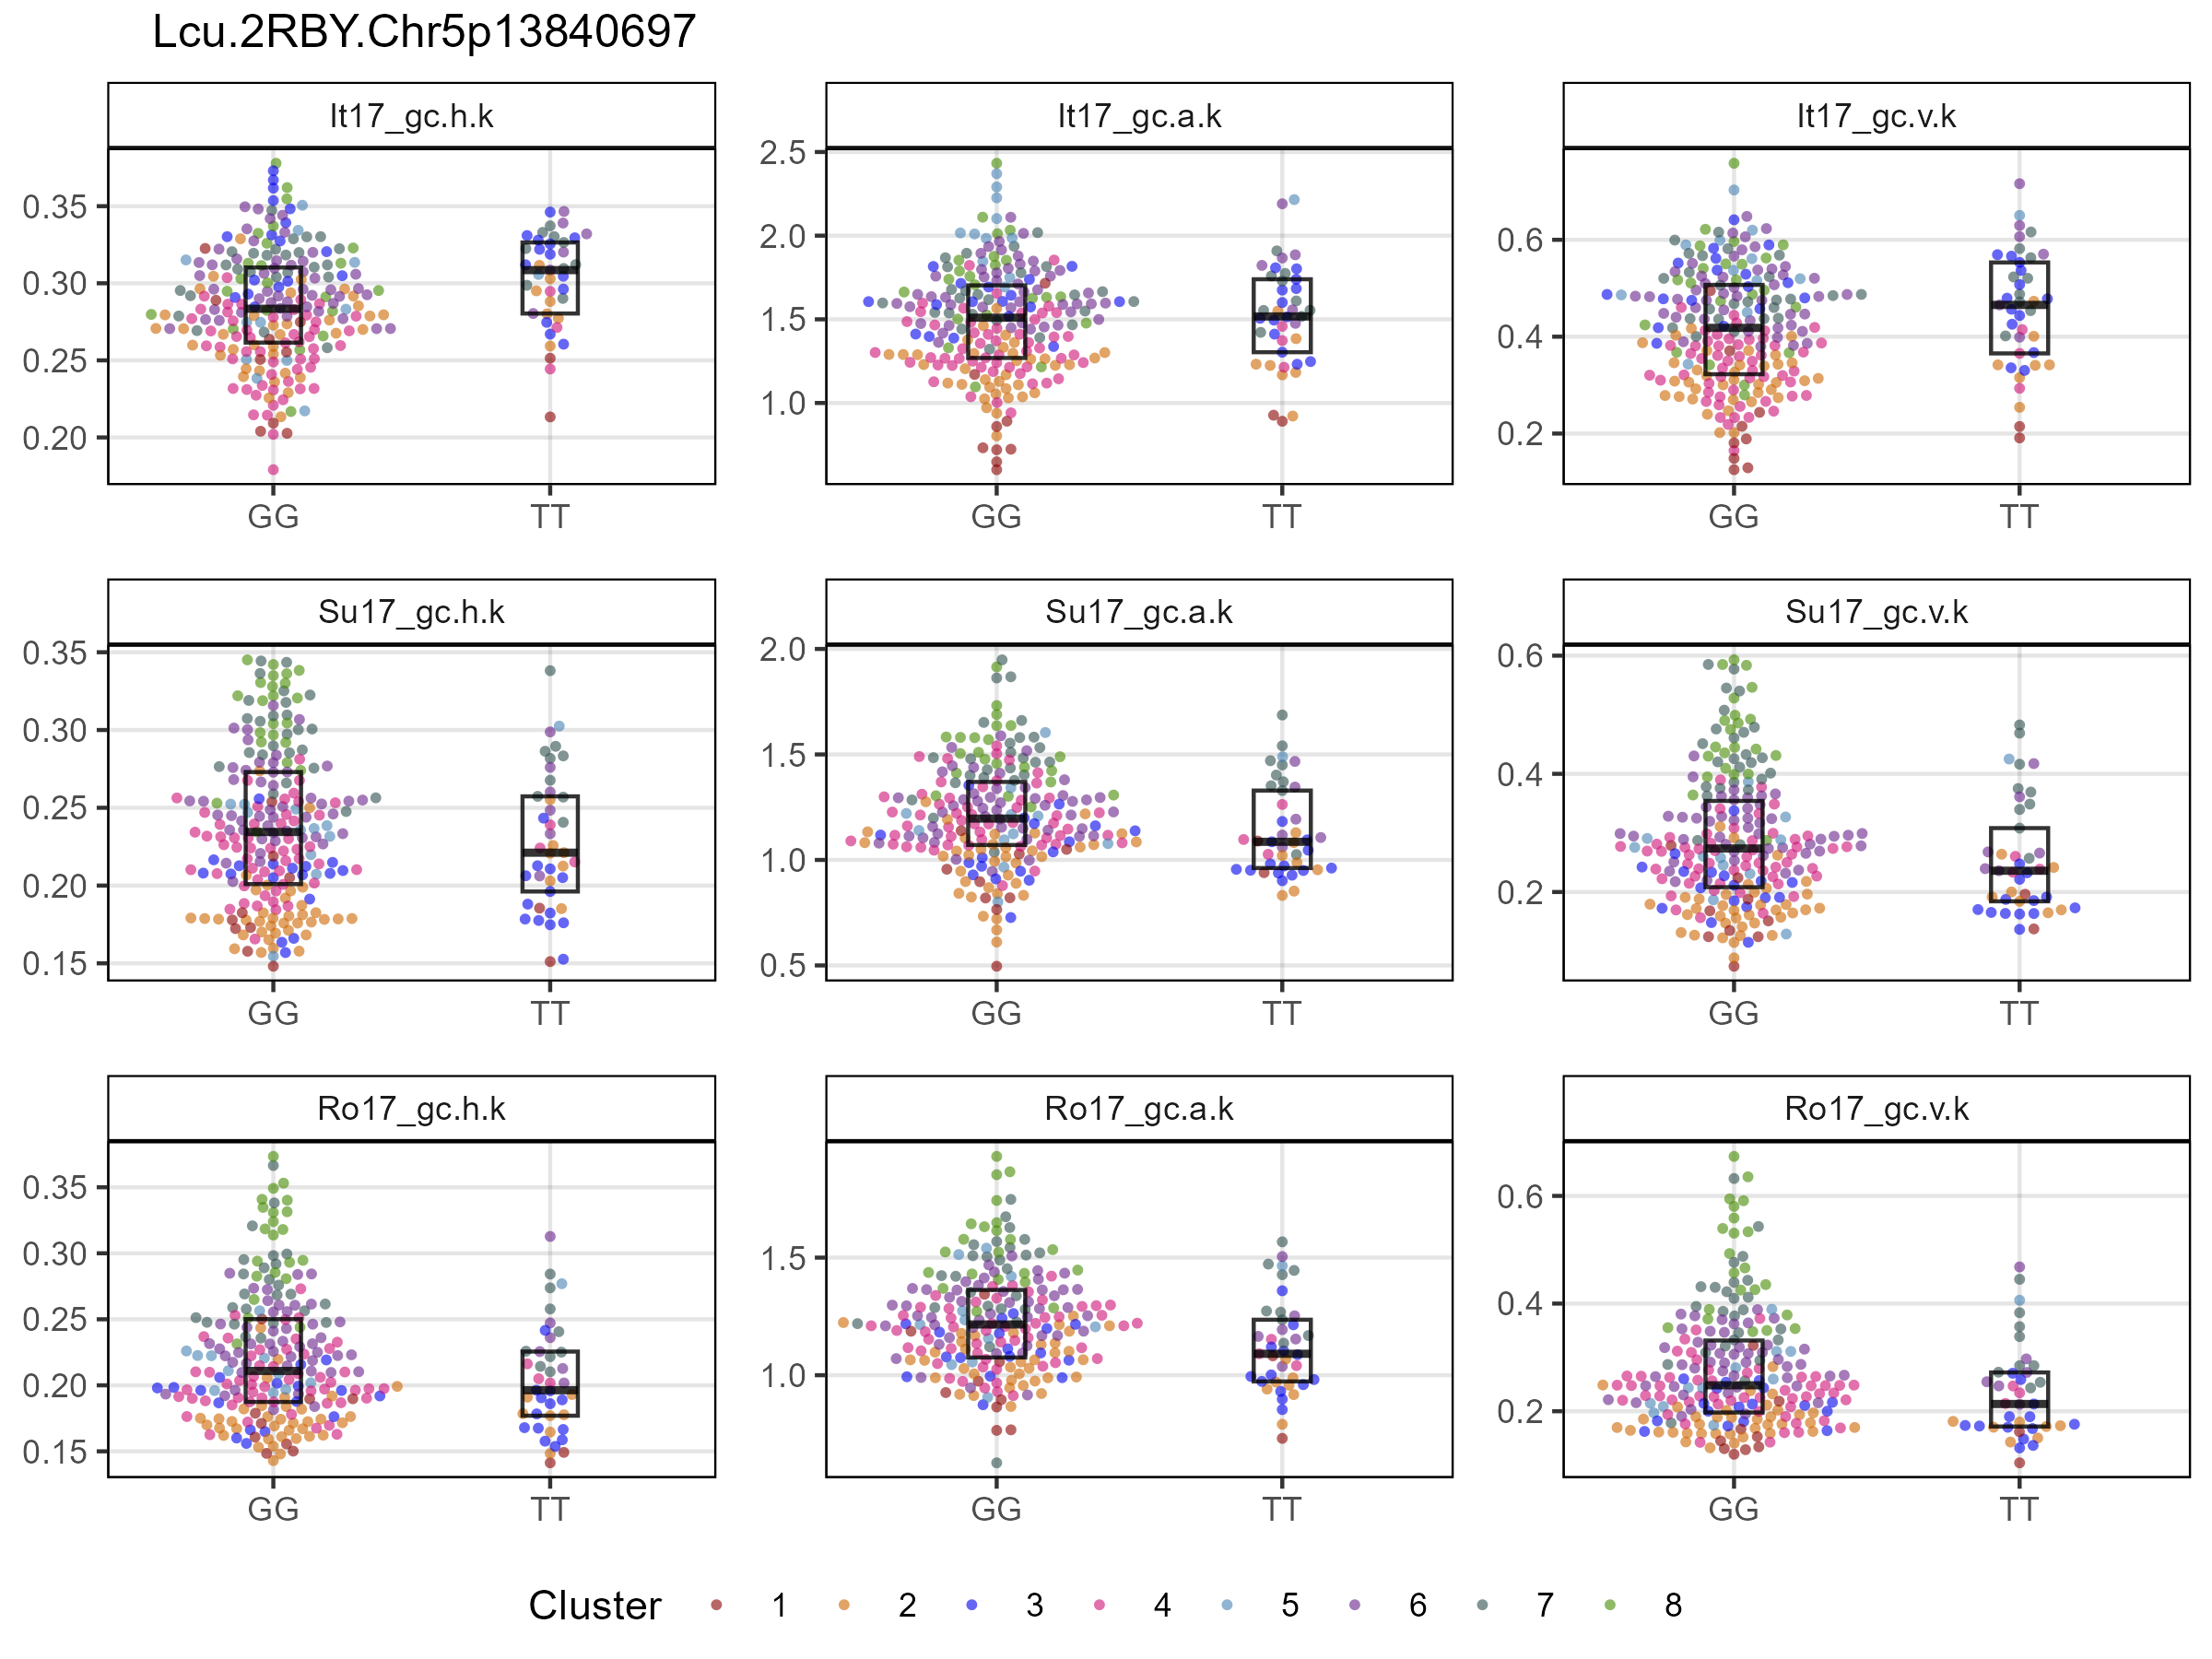 Lcu.2RBY.Chr5p13840697
It17_gc.h.k
0.35
0.30
0.25
0.20
GG TT
It17_gc.a.k
2.5
2.0
1.5
1.0
GG TT
It17_gc.v.k
0.6
0.4
0.2
GG TT
Su17_gc.h.k
0.35
0.30
0.25
0.20
0.15
GG TT
Su17_gc.a.k
2.0
1.5
1.0
0.5
GG TT
Su17_gc.v.k
0.6
0.4
0.2
GG TT
Ro17_gc.h.k
0.35
0.30
0.25
0.20
0.15
GG TT
Ro17_gc.a.k
1.5
1.0
GG TT
Ro17_gc.v.k
0.6
0.4
0.2
GG TT
Cluster 1 2 3 4 5 6 7 8